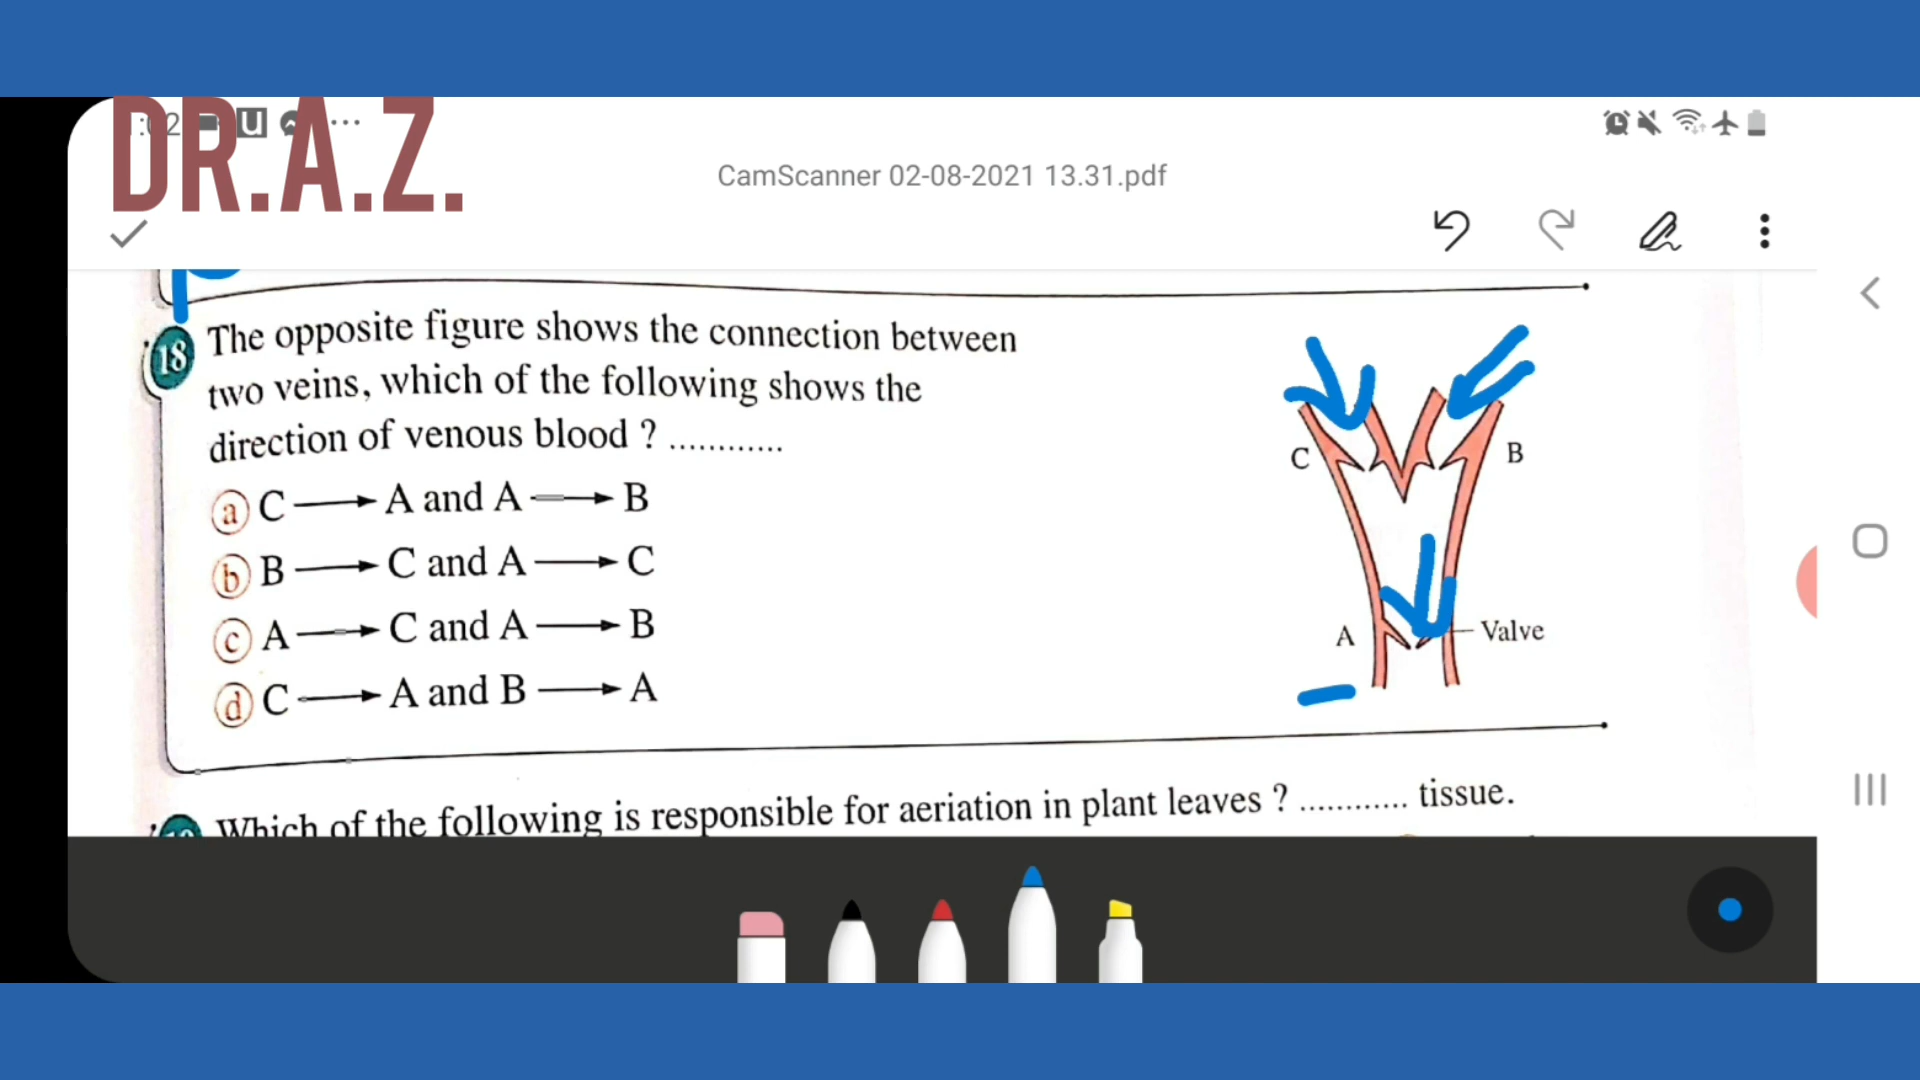 DR.A.Z.
CamScanner 02-08-2021 13.31.pdf
18 The opposite figure shows the connection between
two veins, which of the following shows the
direction of venous blood ? ............
a C → A and A → B
b B → C and A → C
c A → C and A → B
d C → A and B → A
C
B
A
Valve
Which of the following is responsible for aeriation in plant leaves ? ............ tissue.